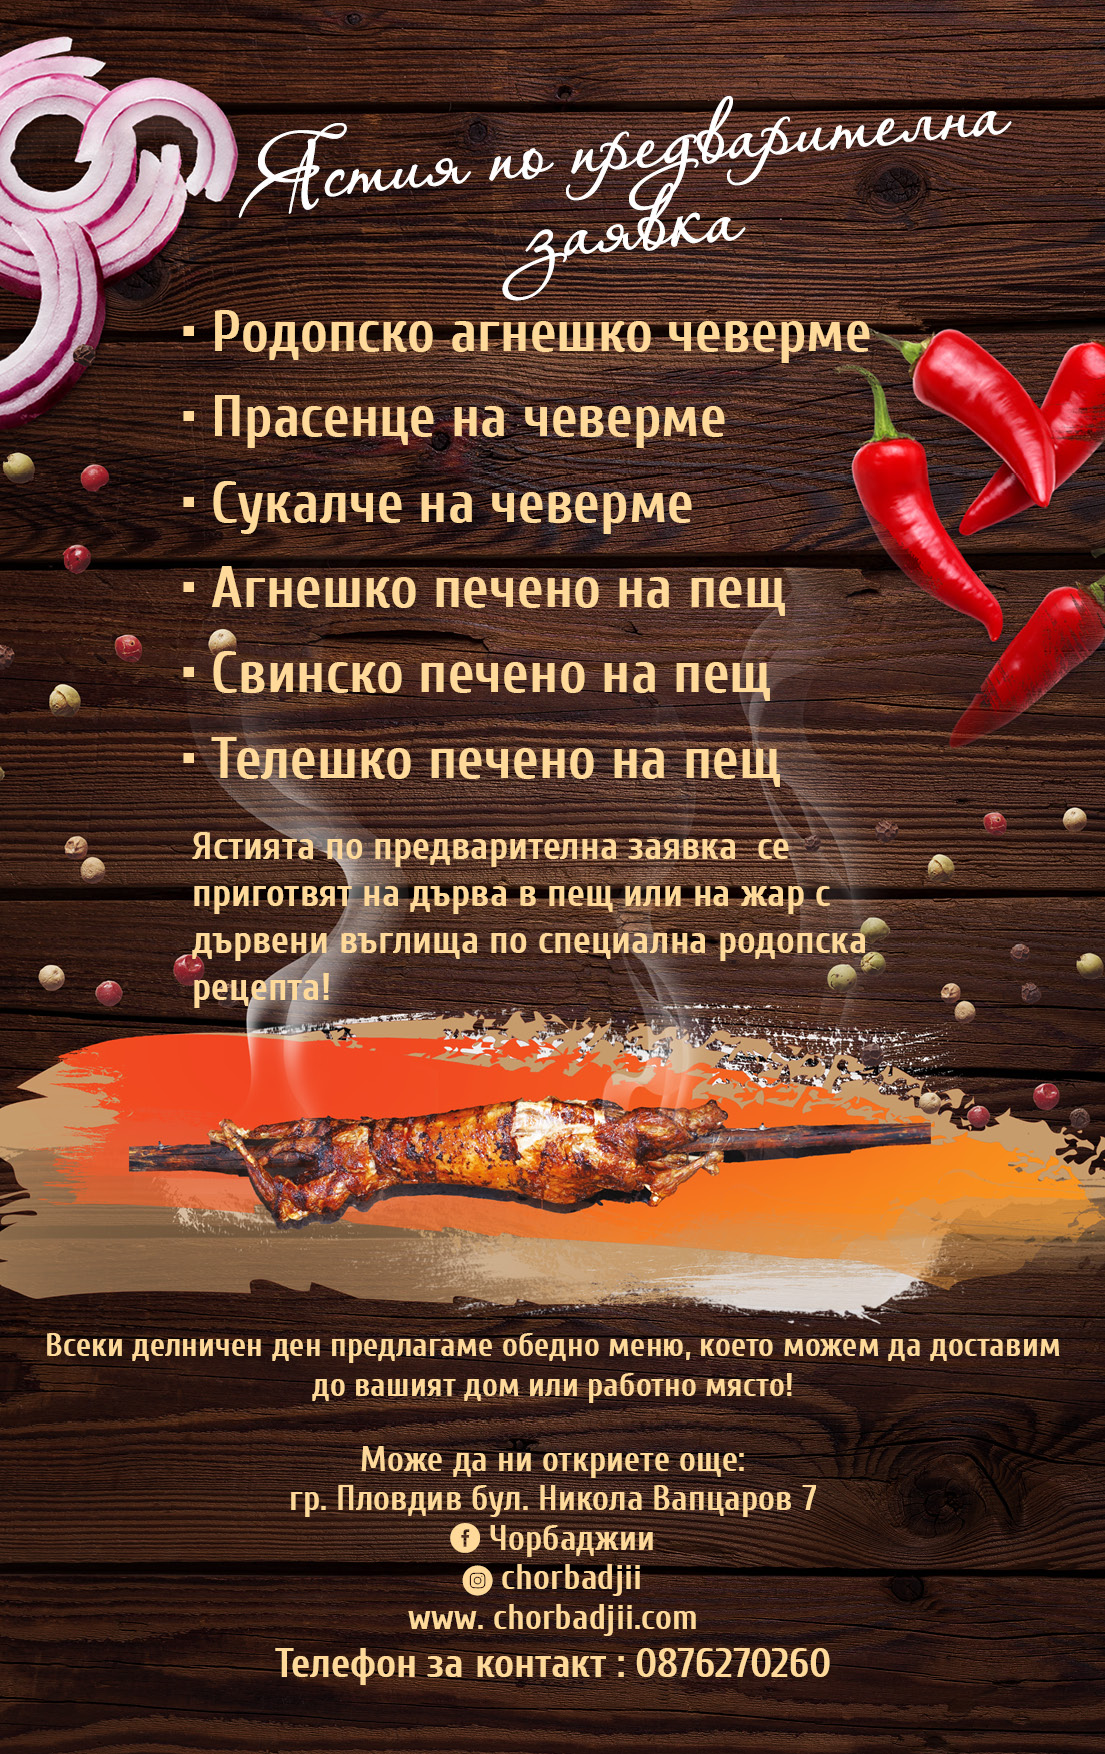 Ястия по предварителна
заявка
· Родопско агнешко чеверме
· Прасенце на чеверме
· Сукалче на чеверме
· Агнешко печено на пещ
· Свинско печено на пещ
· Телешко печено на пещ
Ястията по предварителна заявка се
приготвят на дърва в пещ или на жар с
дървени въглища по специална родопска
рецепта!
Всеки делничен ден предлагаме обедно меню, което можем да доставим
до вашият дом или работно място!
Може да ни откриете още:
гр. Пловдив бул. Никола Вапцаров 7
Чорбаджии
chorbadjii
www. chorbadjii.com
Телефон за контакт : 0876270260